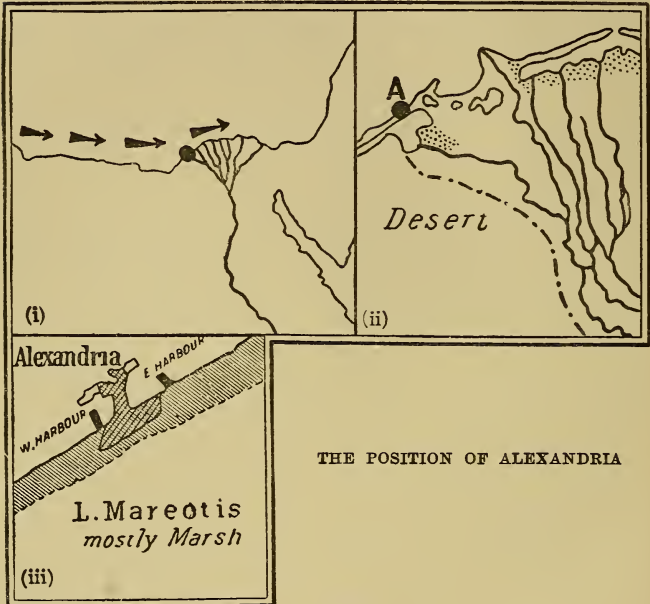 (i)
A
Desert
(ii)
Alexandria
W. HARBOUR
E HARBOUR
L. Mareotis
mostly Marsh
(iii)
THE POSITION OF ALEXANDRIA